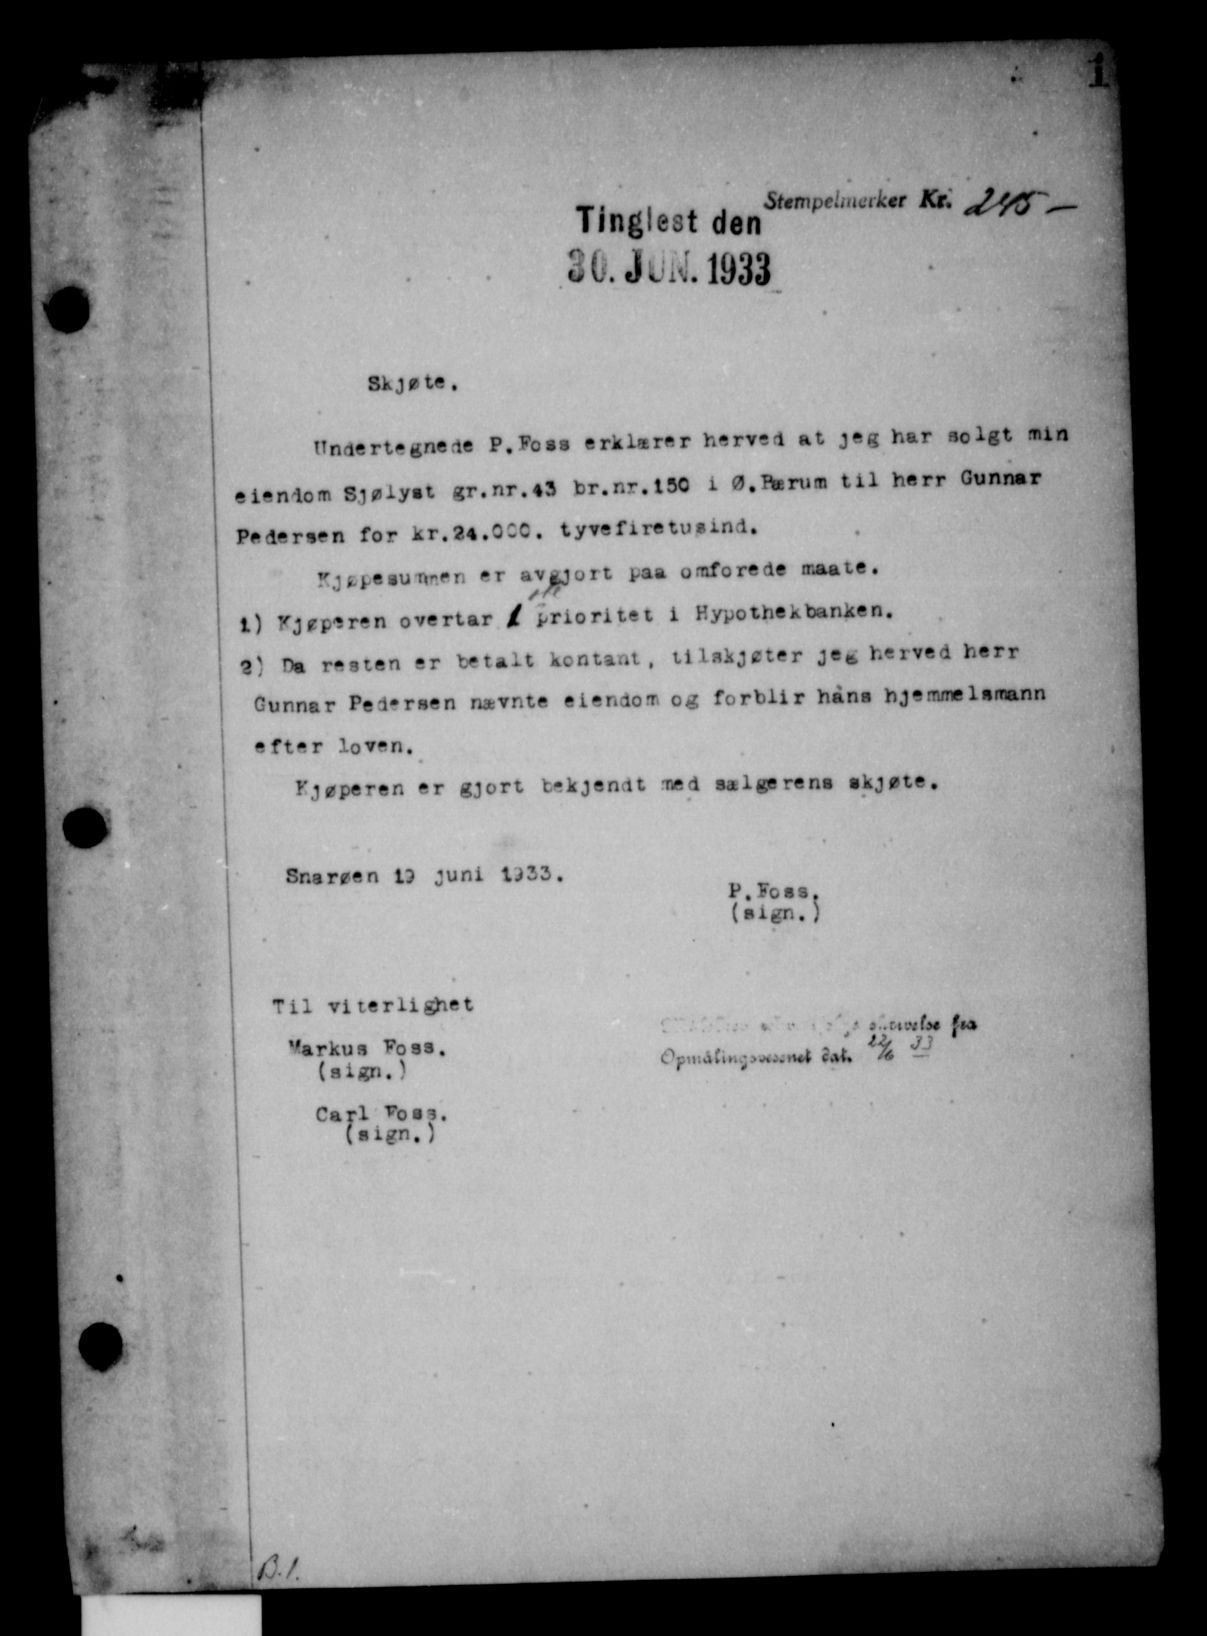 1
Stempelmerker Kr. 245 -
Tinglest den
30. JUN. 1933
Skjøte.
Undertegnede P.Foss erklærer herved at jeg har solgt min
eiendom Sjølyst gr.nr.43 br.nr.150 i Ø.Bærum til herr Gunnar
Pedersen for kr.24.000. tyvefiretusind.
Kjøpesummen er avgjort paa omforede maate.
1) Kjøperen overtar 1ste prioritet i Hypothekbanken.
2) Da resten er betalt kontant, tilskjøter jeg herved herr
Gunnar Pedersen nævnte eiendom og forblir hans hjemmelsmann
efter loven.
Kjøperen er gjort bekjendt med sælgerens skjøte.
Snarøen 19 juni 1933.
P.Foss.
(sign.)
Til viterlighet
Markus Foss.
(sign.)
Carl Foss.
(sign.)
fra
Opmålingsvesenet dat. 22/6 33
B.1.